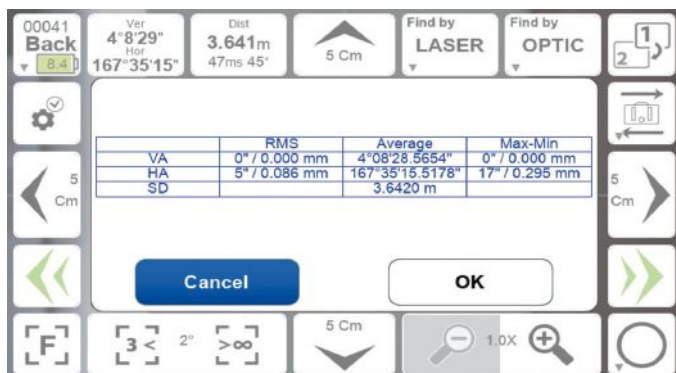 00041
Back
8.4
Ver
4°8'29"
Hor
167°35'15"
Dist
3.641m
47ms 45°
5 Cm
Find by
LASER
Find by
OPTIC
1
2
5
Cm
RMS Average Max-Min
VA 0" / 0.000 mm 4°08'28.5654" 0" / 0.000 mm
HA 5" / 0.086 mm 167°35'15.5178" 17" / 0.295 mm
SD 3.6420 m
5
Cm
Cancel OK
F
3 <
2°
>∞
5 Cm
1.0X